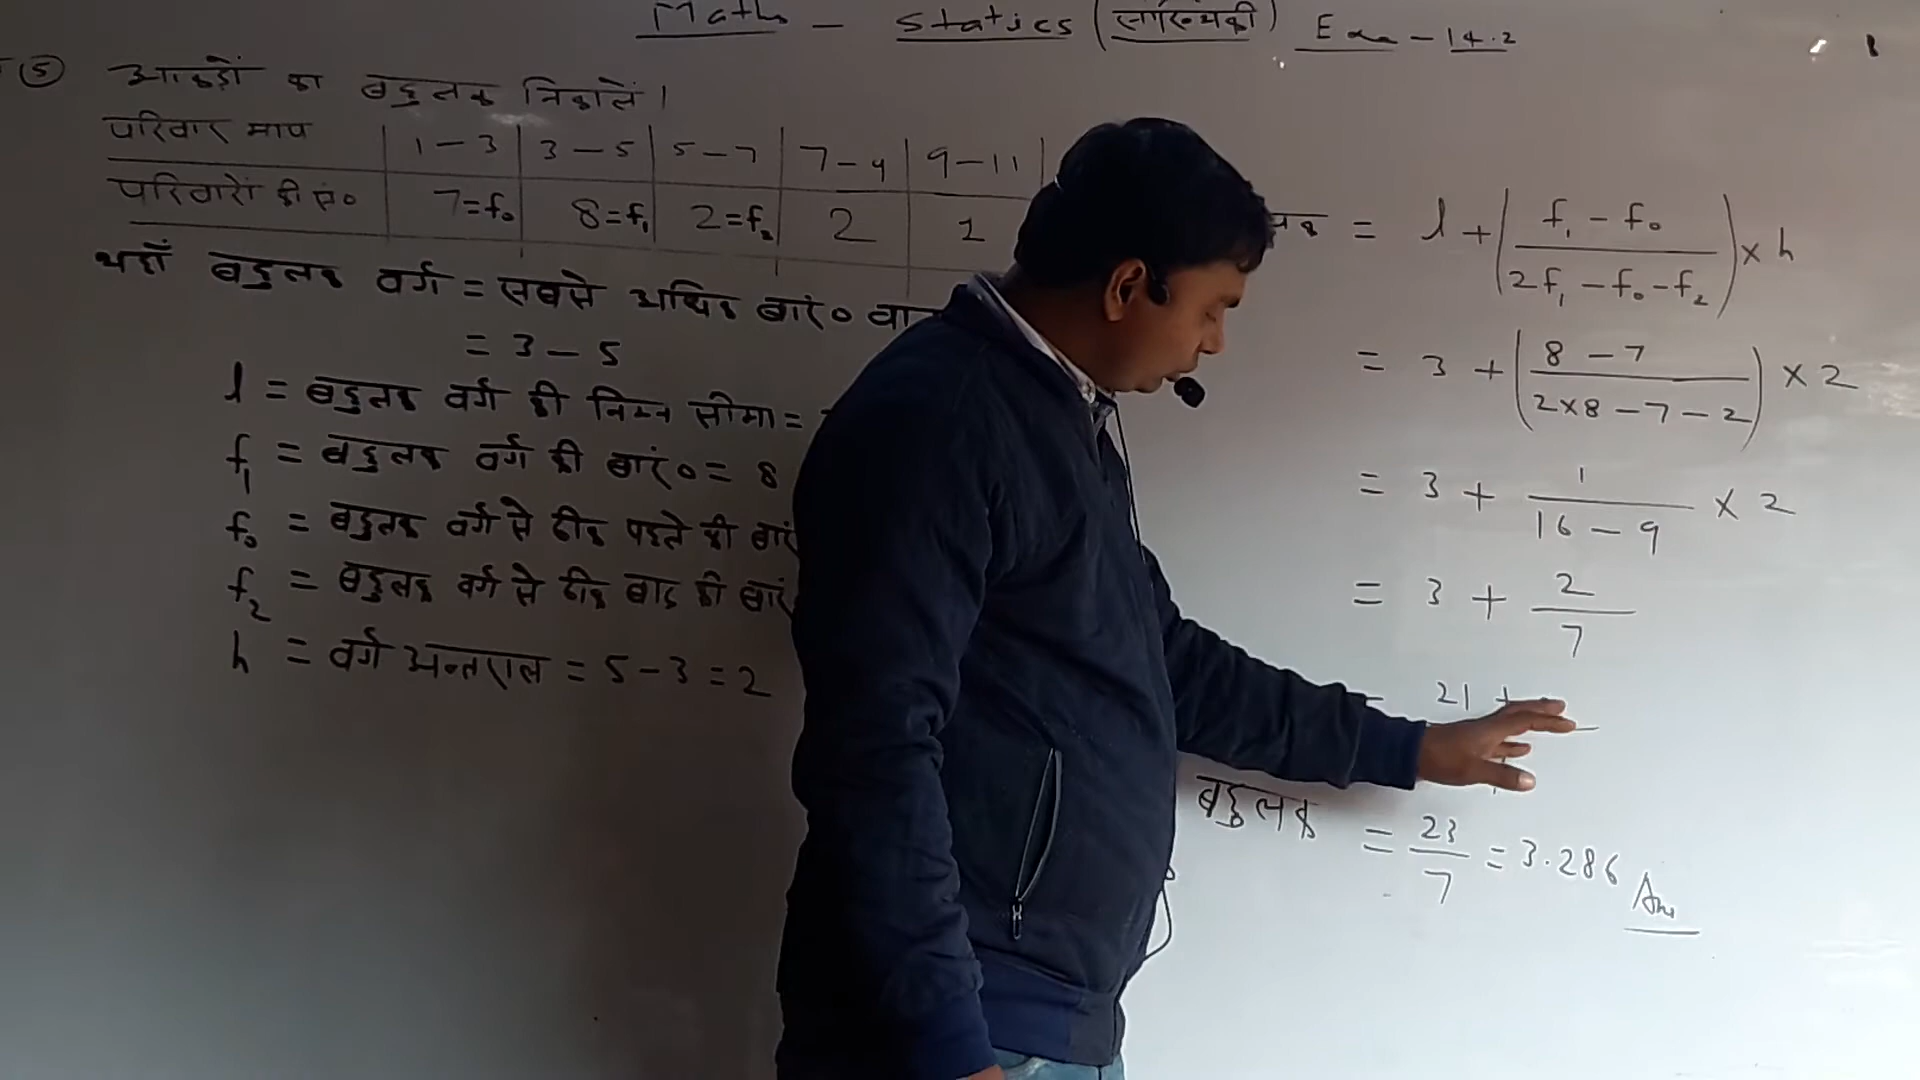 Maths - Statics (सांख्यिकी) Exe - 14.2
(5) आकड़ों का बहुलक निकालें।
परिवार माप | 1-3 | 3-5 | 5-7 | 7-9 | 9-11
परिवारों की सं० | 7=f₀ | 8=f₁ | 2=f₂ | 2 | 1
यहाँ बहुलक वर्ग = सबसे अधिक बारं०
= 3-5
l = बहुलक वर्ग की निम्न सीमा =
f₁ = बहुलक वर्ग की बारं० = 8
f₀ = बहुलक वर्ग से ठीक पहले की बारं
f₂ = बहुलक वर्ग से ठीक बाद की बारं
h = वर्ग अन्तराल = 5-3=2
= l + ((f₁ - f₀) / (2f₁ - f₀ - f₂)) × h
= 3 + ((8 - 7) / (2×8 - 7 - 2)) × 2
= 3 + 1 / (16 - 9) × 2
= 3 + 2/7
21 +
बहुलक = 23/7 = 3.286 Ans